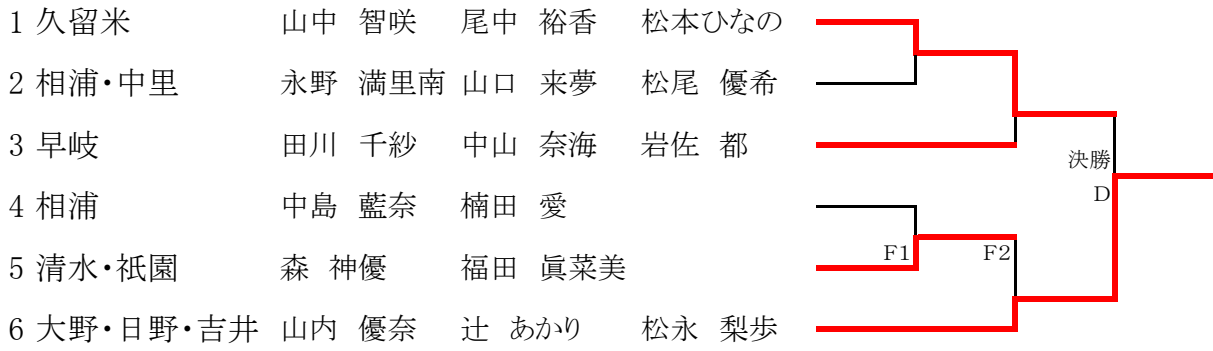 1 久留米 山中 智咲 尾中 裕香 松本ひなの
2 相浦・中里 永野 満里南 山口 来夢 松尾 優希
3 早岐 田川 千紗 中山 奈海 岩佐 都
決勝
4 相浦 中島 藍奈 楠田 愛
D
5 清水・祇園 森 神優 福田 眞菜美
F1 F2
6 大野・日野・吉井 山内 優奈 辻 あかり 松永 梨歩